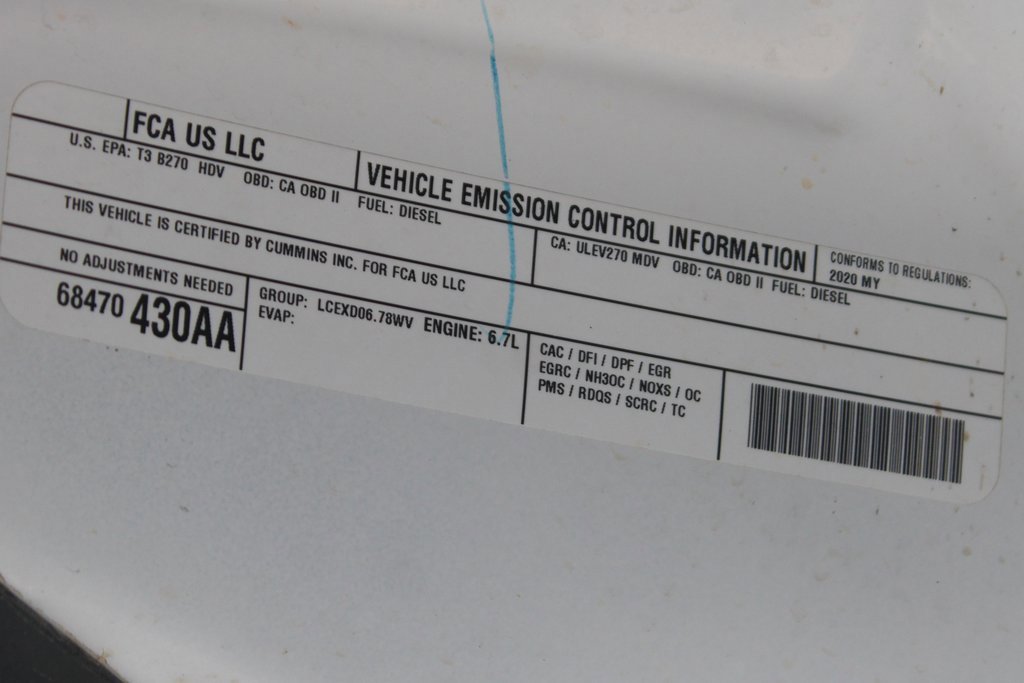 FCA US LLC
VEHICLE EMISSION CONTROL INFORMATION
CONFORMS TO REGULATIONS:
2020 MY
U.S. EPA: T3 B270 HDV OBD: CA OBD II FUEL: DIESEL
CA: ULEV270 MDV OBD: CA OBD II FUEL: DIESEL
THIS VEHICLE IS CERTIFIED BY CUMMINS INC. FOR FCA US LLC
NO ADJUSTMENTS NEEDED
68470 430AA
GROUP: LCEXD06.78WV ENGINE: 6.7L
EVAP:
CAC / DFI / DPF / EGR
EGRC / NH3OC / NOXS / OC
PMS / RDQS / SCRC / TC